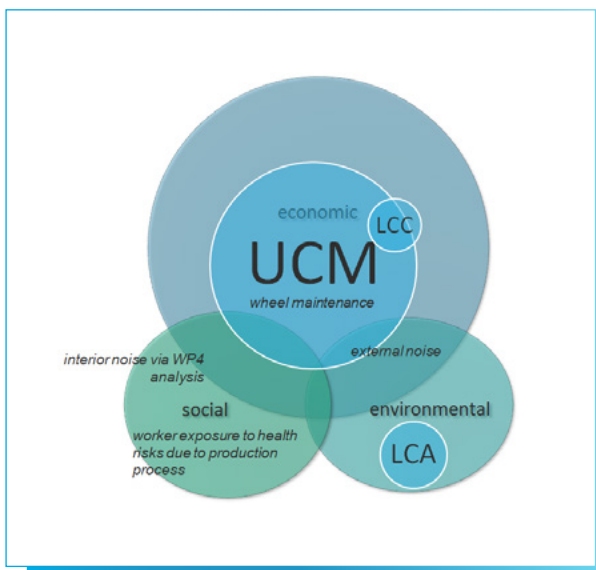 economic
LCC
UCM
wheel maintenance
interior noise via WP4
analysis
external noise
social
environmental
worker exposure to health
risks due to production
process
LCA